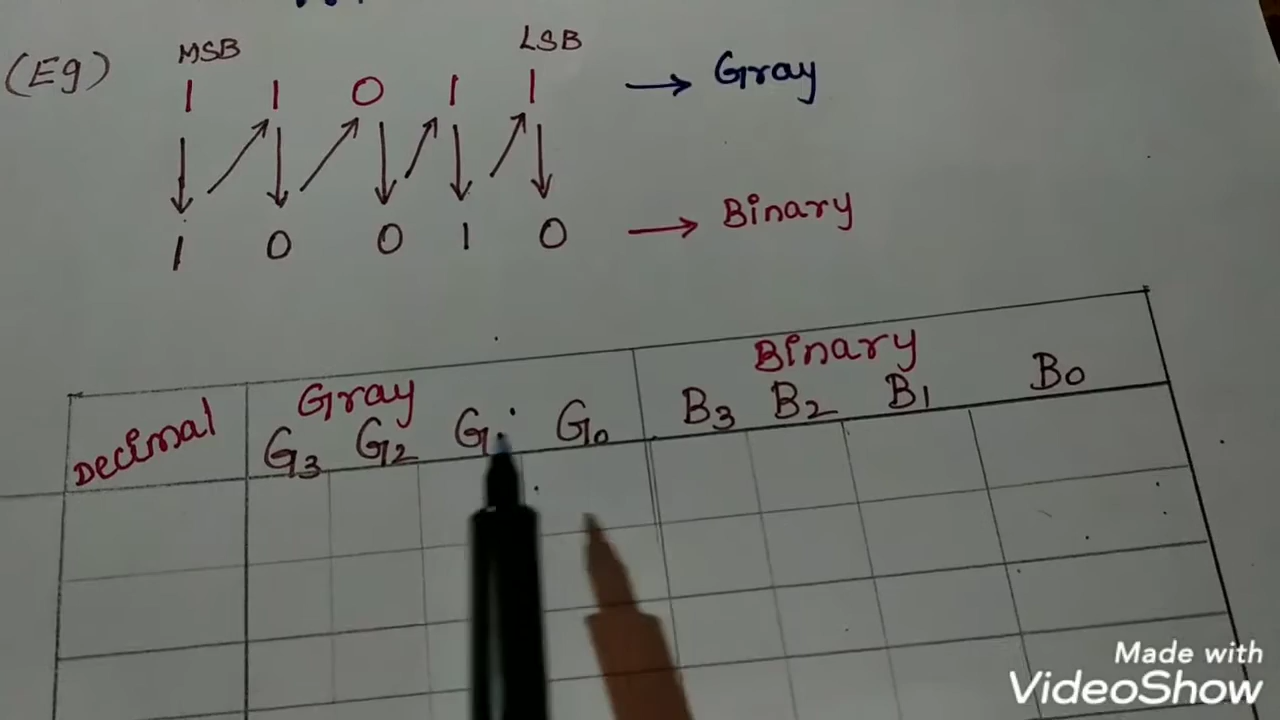 (Eg) MSB LSB
1 1 0 1 1 → Gray
1 0 0 1 0 → Binary
Decimal Gray Binary
G3 G2 G1 G0 B3 B2 B1 B0
Made with
VideoShow